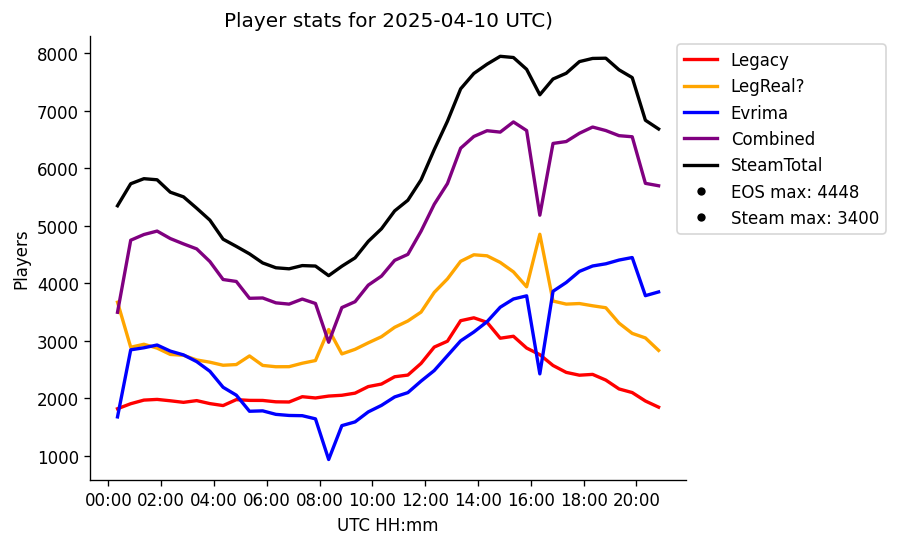 Player stats for 2025-04-10 UTC)
8000
7000
6000
5000
4000
3000
2000
1000
Players
00:00 02:00 04:00 06:00 08:00 10:00 12:00 14:00 16:00 18:00 20:00
UTC HH:mm
Legacy
LegReal?
Evrima
Combined
SteamTotal
EOS max: 4448
Steam max: 3400